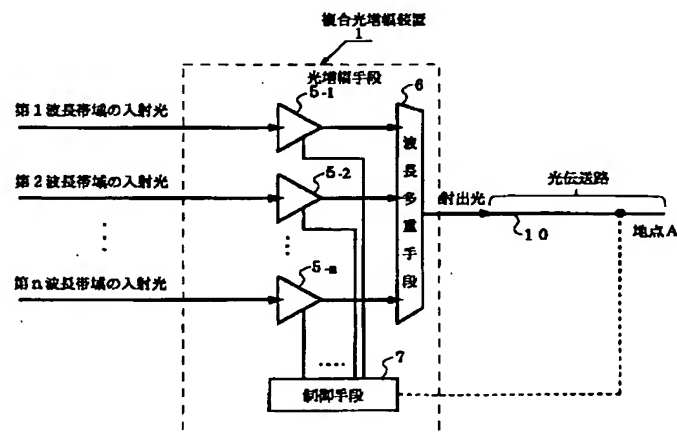 複合光増幅装置
1
光増幅手段
5-1
6
第1波長帯域の入射光
5-2
第2波長帯域の入射光
波長多重手段
射出光
光伝送路
10
地点A
5-n
第n波長帯域の入射光
7
制御手段